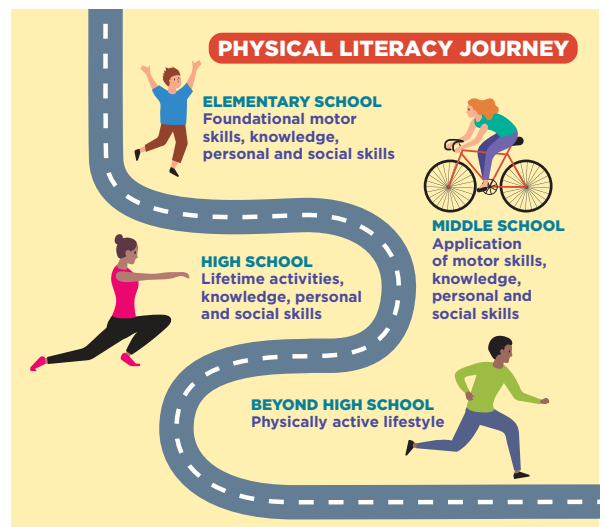 PHYSICAL LITERACY JOURNEY
ELEMENTARY SCHOOL
Foundational motor
skills, knowledge,
personal and social skills
MIDDLE SCHOOL
Application
of motor skills,
knowledge,
personal and
social skills
HIGH SCHOOL
Lifetime activities,
knowledge, personal
and social skills
BEYOND HIGH SCHOOL
Physically active lifestyle